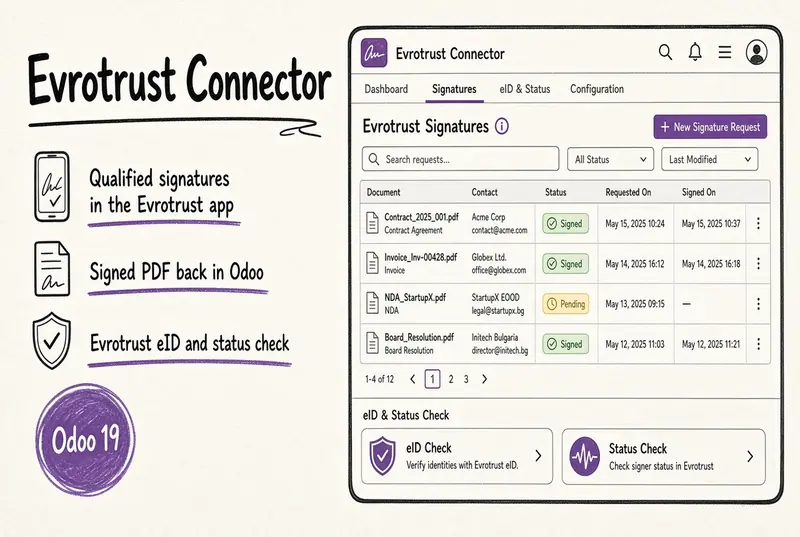 Evrotrust Connector
Qualified signatures
in the Evrotrust app
Signed PDF back in Odoo
Evrotrust eID and status check
Odoo 19
Evrotrust Connector
Dashboard Signatures eID & Status Configuration
Evrotrust Signatures i
+ New Signature Request
Search requests... All Status Last Modified
Document Contact Status Requested On Signed On
Contract_2025_001.pdf Acme Corp Signed May 15, 2025 10:24 May 15, 2025 10:37
Contract Agreement contact@acme.com
Invoice_Inv-00428.pdf Globex Ltd. Signed May 14, 2025 16:12 May 14, 2025 16:18
Invoice office@globex.com
NDA_StartupX.pdf StartupX EOOD Pending May 13, 2025 09:15 —
NDA legal@startupx.bg
Board_Resolution.pdf Initech Bulgaria Signed May 12, 2025 11:03 May 12, 2025 11:21
Board Resolution director@initech.bg
1-4 of 12 < 1 2 3 >
eID & Status Check
eID Check
Verify identities with Evrotrust eID.
Status Check
Check signer status in Evrotrust